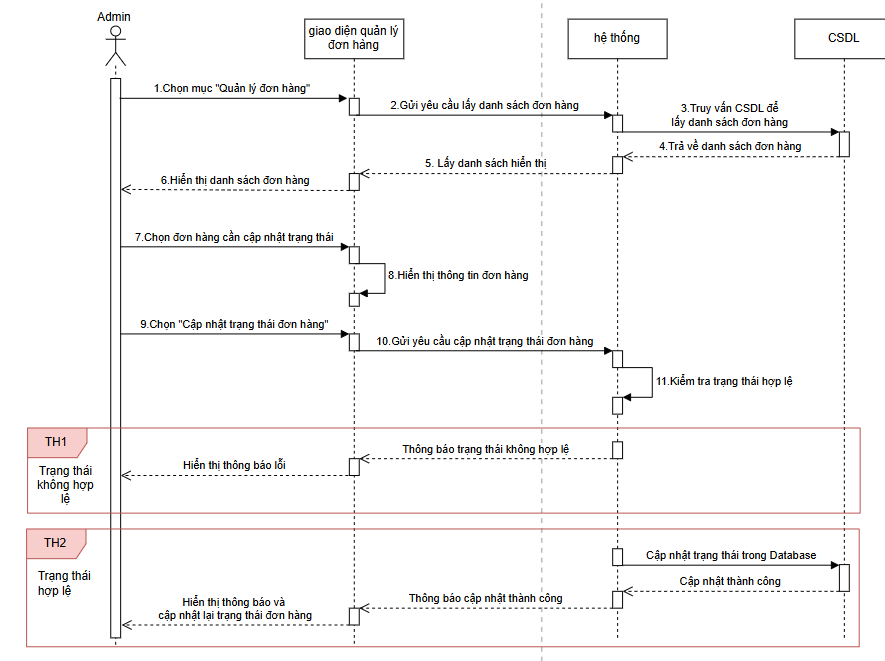 Admin
giao diện quản lý
đơn hàng
hệ thống
CSDL
1.Chọn mục "Quản lý đơn hàng"
2.Gửi yêu cầu lấy danh sách đơn hàng
3.Truy vấn CSDL để
lấy danh sách đơn hàng
4.Trả về danh sách đơn hàng
5. Lấy danh sách hiển thị
6.Hiển thị danh sách đơn hàng
7.Chọn đơn hàng cần cập nhật trạng thái
8.Hiển thị thông tin đơn hàng
9.Chọn "Cập nhật trạng thái đơn hàng"
10.Gửi yêu cầu cập nhật trạng thái đơn hàng
11.Kiểm tra trạng thái hợp lệ
TH1
Trạng thái
không hợp
lệ
Thông báo trạng thái không hợp lệ
Hiển thị thông báo lỗi
TH2
Trạng thái
hợp lệ
Cập nhật trạng thái trong Database
Cập nhật thành công
Thông báo cập nhật thành công
Hiển thị thông báo và
cập nhật lại trạng thái đơn hàng